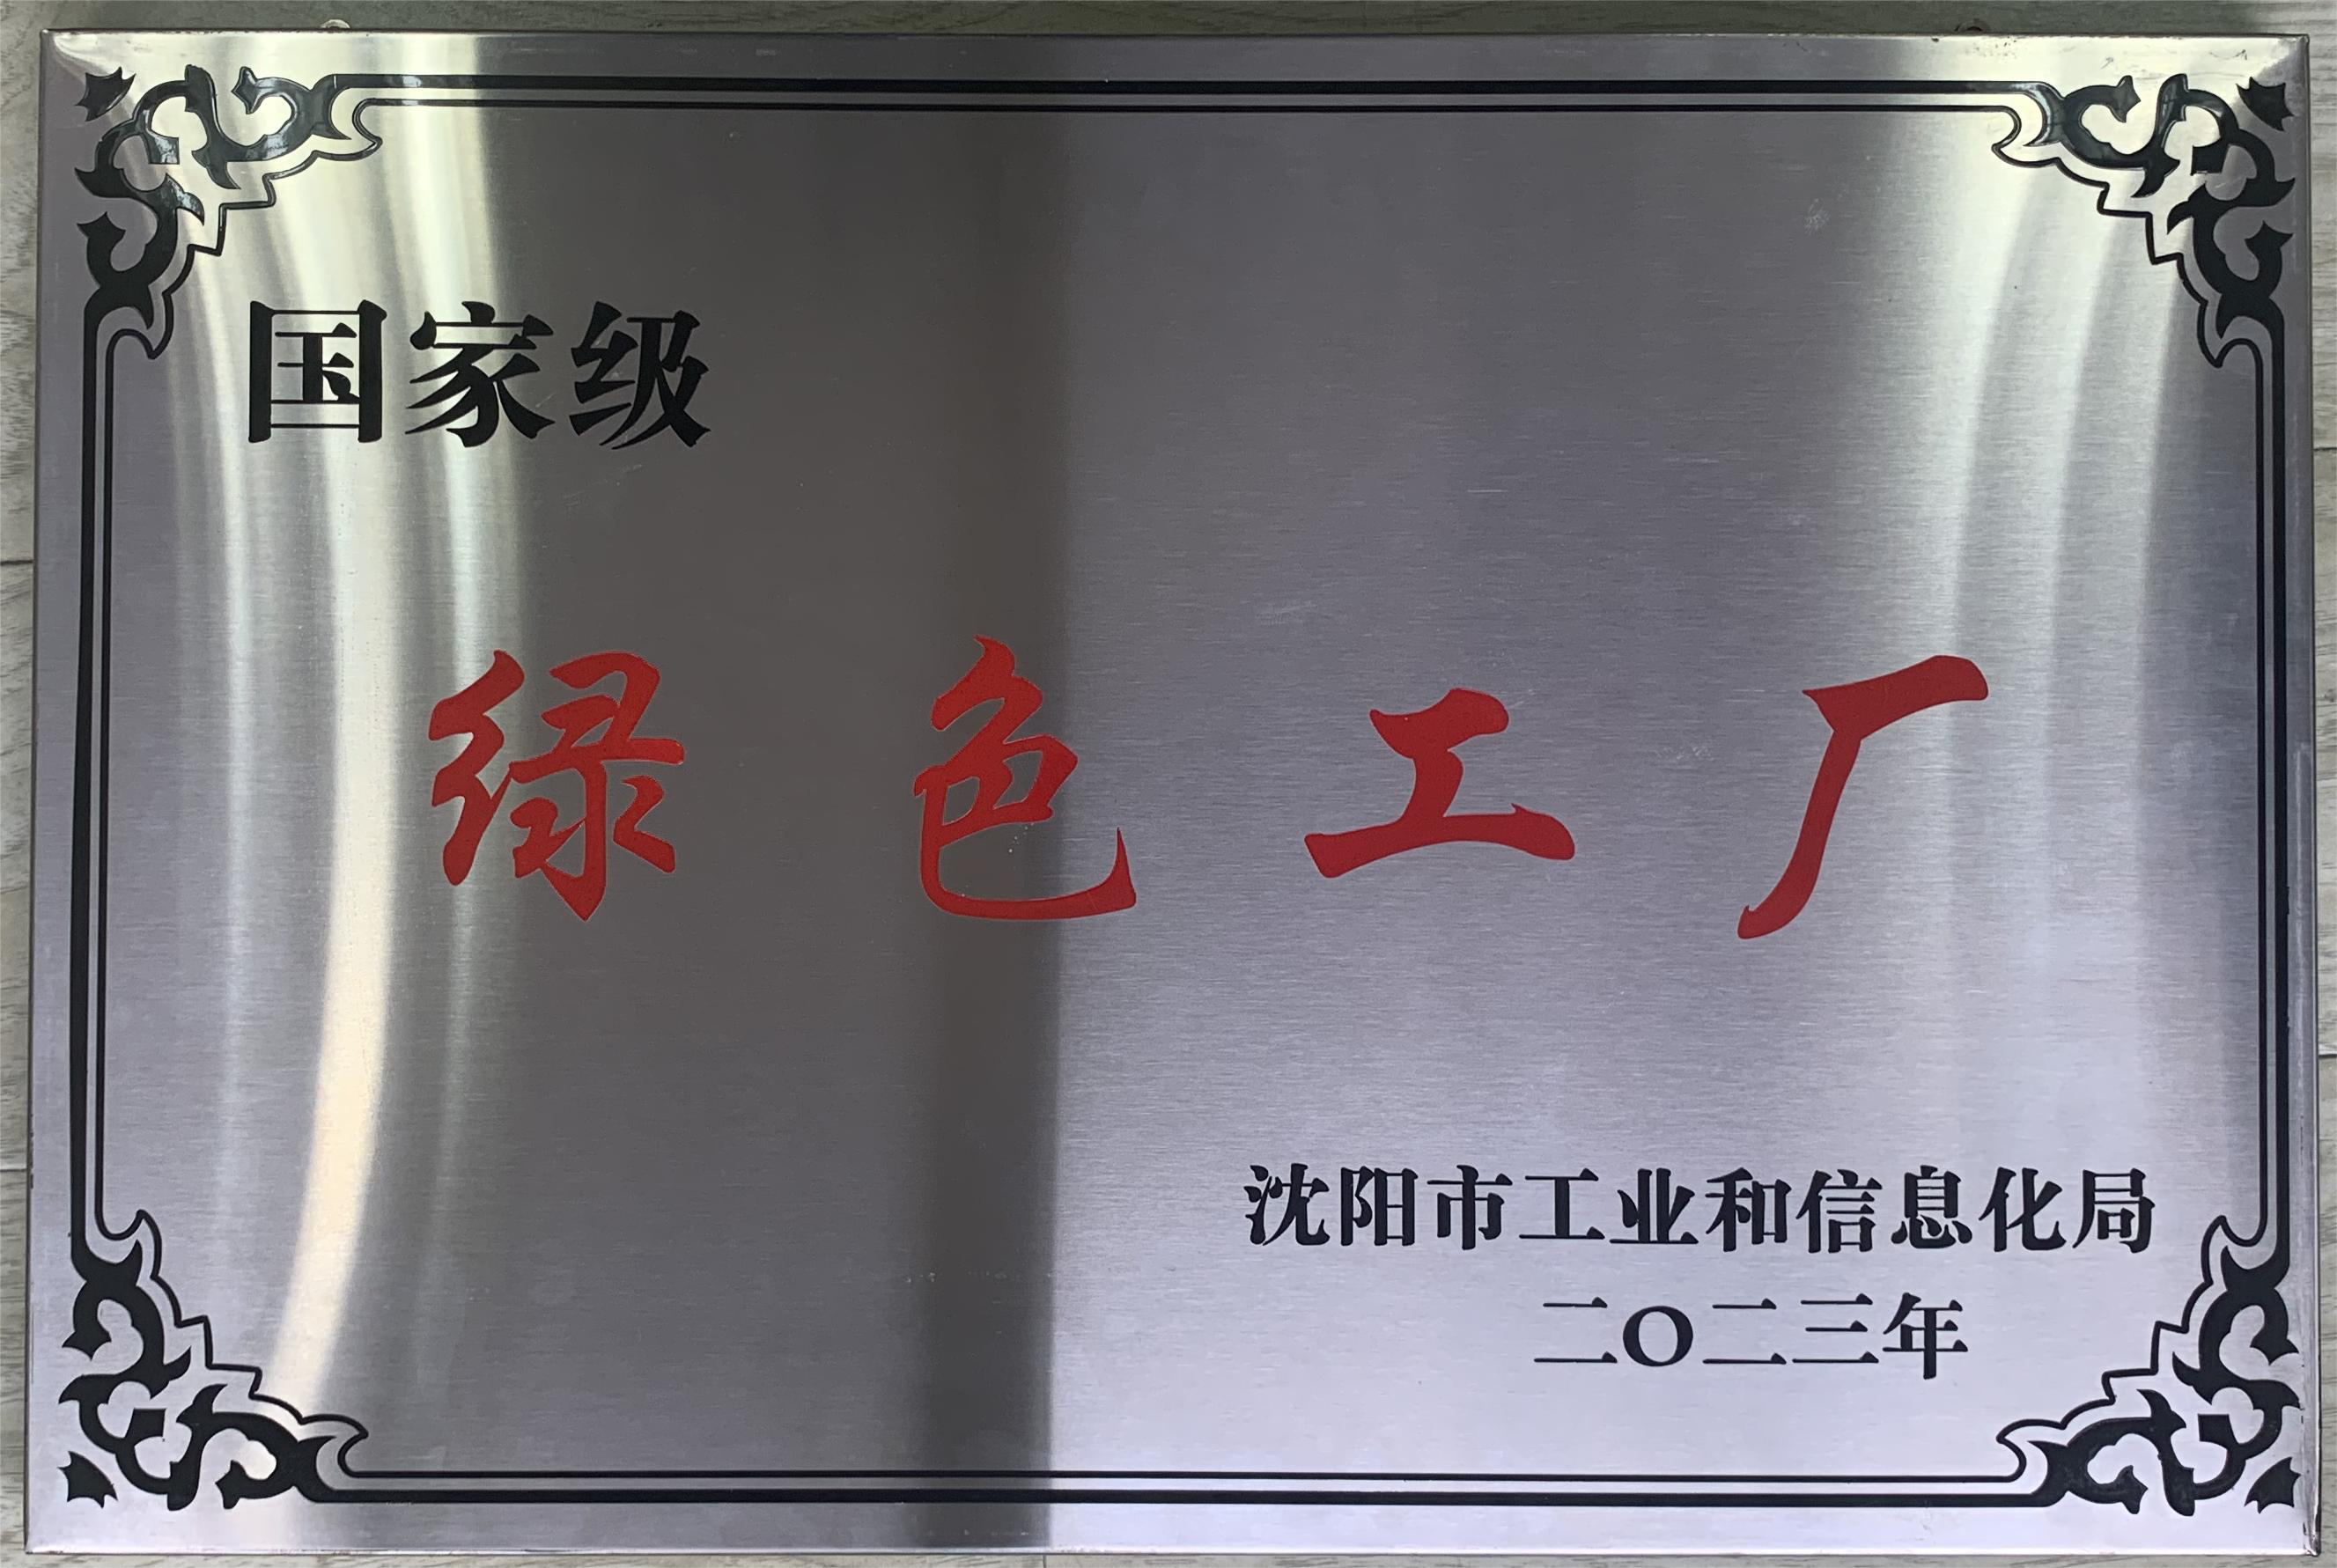 国家级
绿色工厂
沈阳市工业和信息化局
二〇二三年